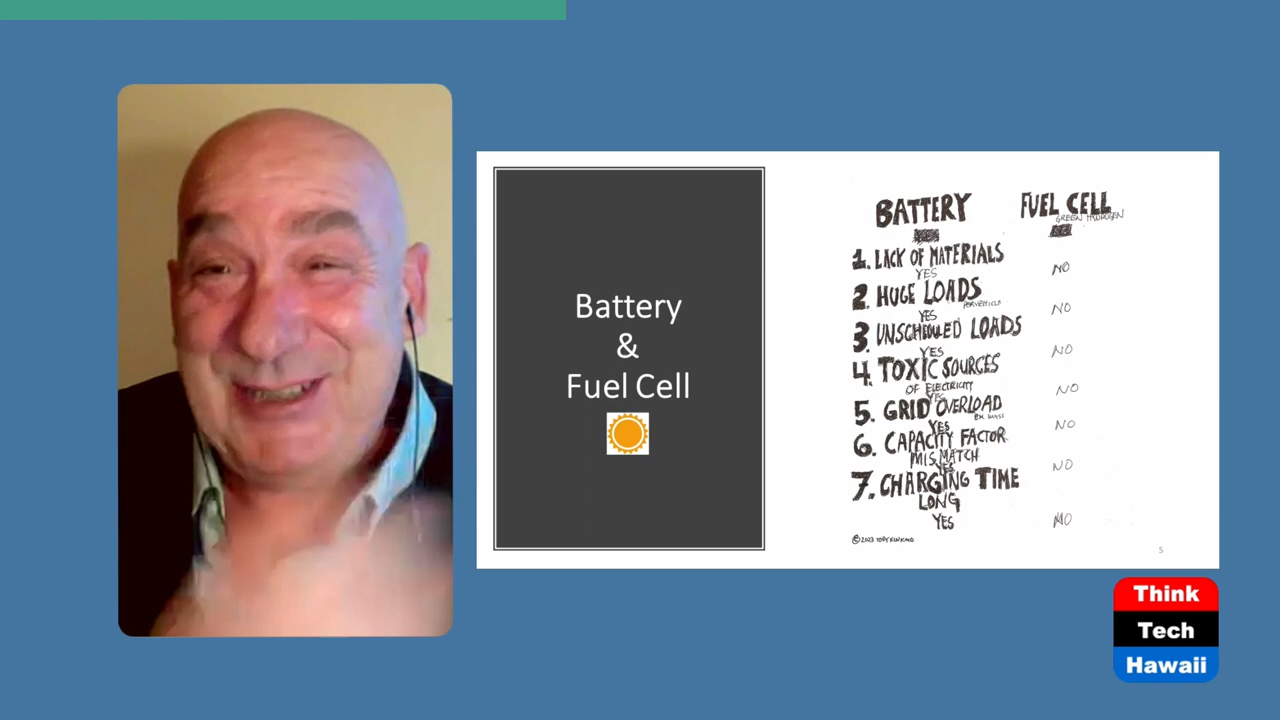 Battery
&
Fuel Cell
BATTERY
FUEL CELL
GREEN HYDROGEN
1. LACK OF MATERIALS
YES
NO
2. HUGE LOADS
YES
NO
3. UNSCHEDULED LOADS
YES
NO
4. TOXIC SOURCES
OF ELECTRICITY
YES
NO
5. GRID OVERLOAD
YES
NO
6. CAPACITY FACTOR
MISMATCH
YES
NO
7. CHARGING TIME
LONG
YES
NO
©2023
5
Think
Tech
Hawaii